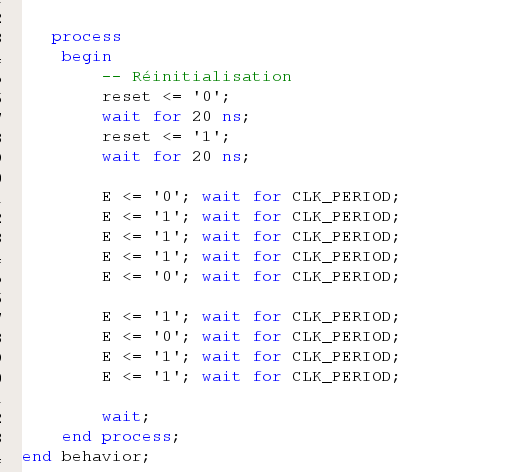 process
begin
-- Réinitialisation
reset <= '0';
wait for 20 ns;
reset <= '1';
wait for 20 ns;
E <= '0'; wait for CLK_PERIOD;
E <= '1'; wait for CLK_PERIOD;
E <= '1'; wait for CLK_PERIOD;
E <= '1'; wait for CLK_PERIOD;
E <= '0'; wait for CLK_PERIOD;
E <= '1'; wait for CLK_PERIOD;
E <= '0'; wait for CLK_PERIOD;
E <= '1'; wait for CLK_PERIOD;
E <= '1'; wait for CLK_PERIOD;
wait;
end process;
end behavior;